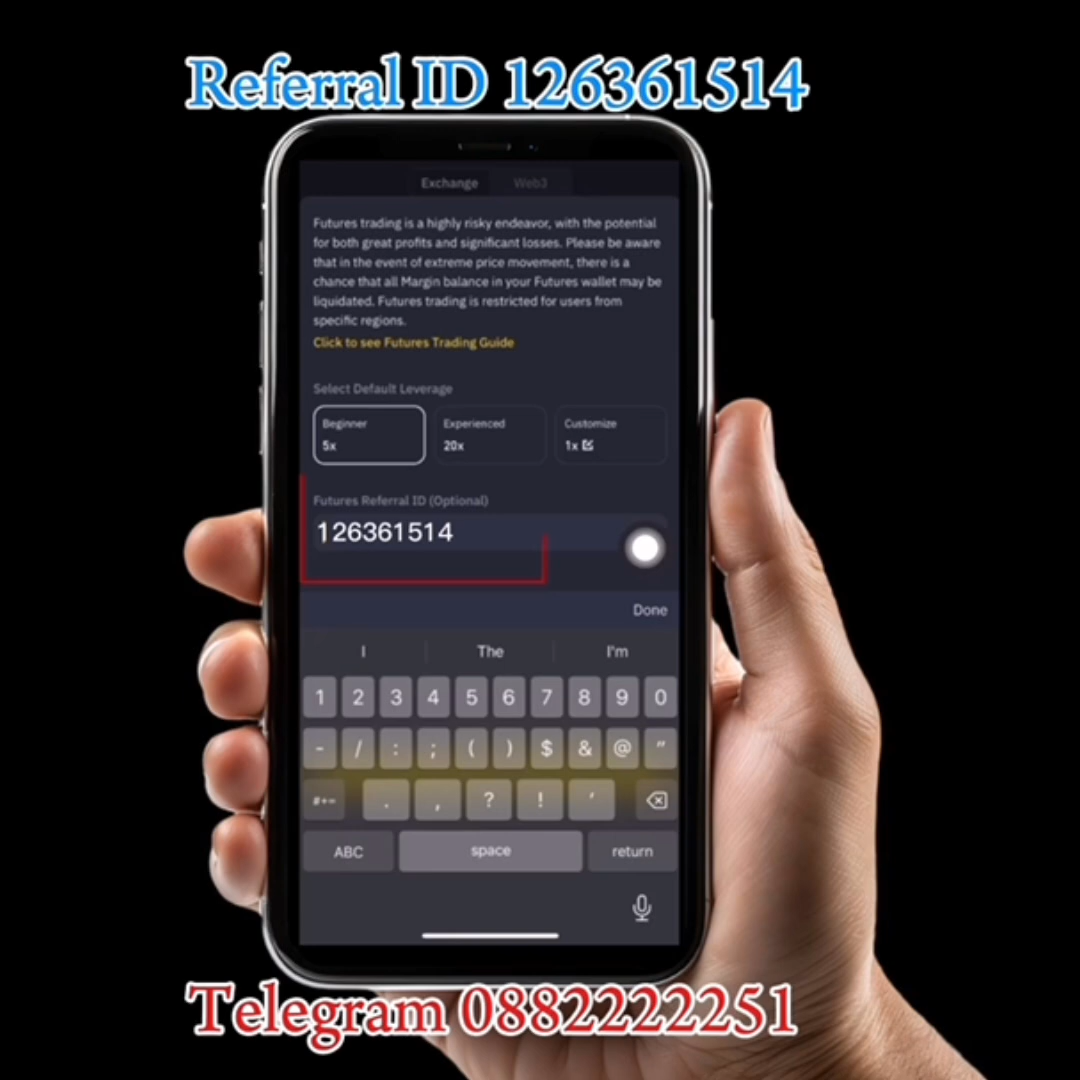 Referral ID 126361514
Exchange Web3
Futures trading is a highly risky endeavor, with the potential
for both great profits and significant losses. Please be aware
that in the event of extreme price movement, there is a
chance that all Margin balance in your Futures wallet may be
liquidated. Futures trading is restricted for users from
specific regions.
Click to see Futures Trading Guide
Select Default Leverage
Beginner Experienced Customize
5x 20x 1x
Futures Referral ID (Optional)
126361514
Done
I The I'm
1 2 3 4 5 6 7 8 9 0
- / : ; ( ) $ & @ "
#+= . , ? ! '
ABC space return
Telegram 0882222251